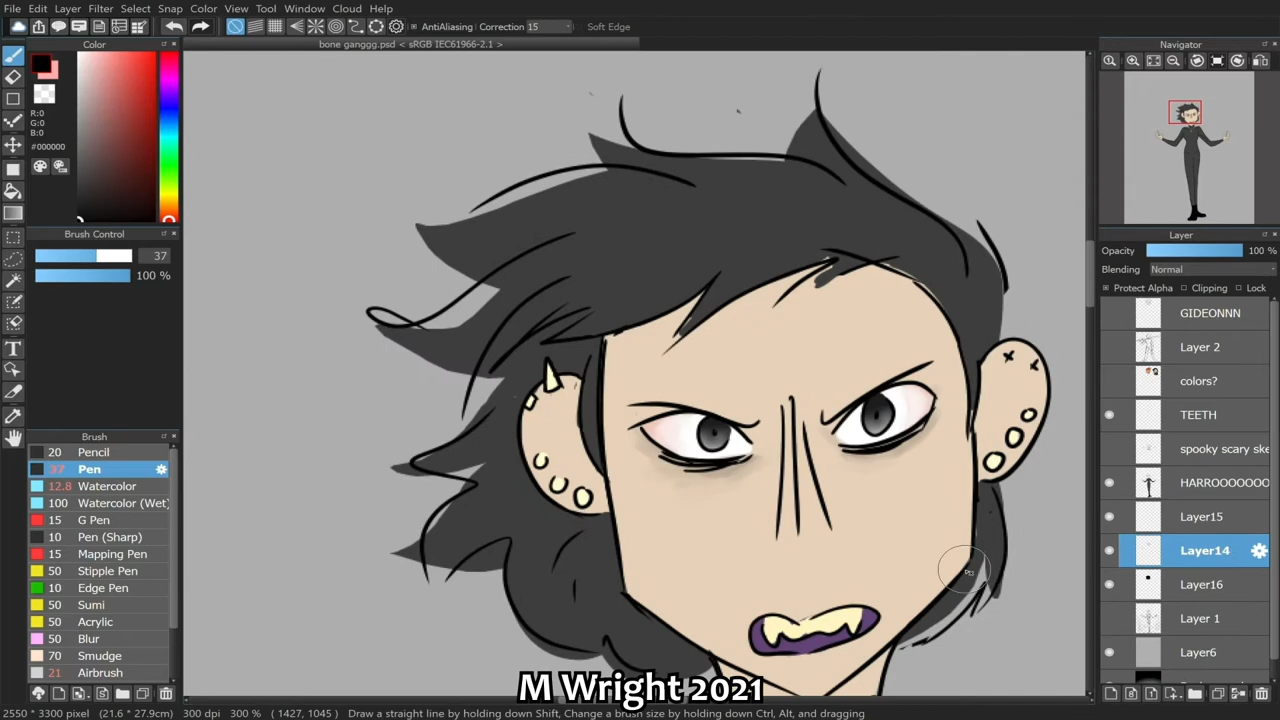 File Edit Layer Filter Select Snap Color View Tool Window Cloud Help
AntiAliasing Correction 15 Soft Edge
Color
bone ganggg.psd < sRGB IEC61966-2.1 >
Navigator
R:0
G:0
B:0
#000000
Brush Control
37
100 %
Layer
Opacity 100 %
Blending Normal
Protect Alpha Clipping Lock
GIDEONNN
Layer 2
colors?
TEETH
spooky scary ske
HARROOOOOOO
Layer15
Layer14
Layer16
Layer 1
Layer6
Brush
20 Pencil
37 Pen
12.8 Watercolor
100 Watercolor (Wet)
15 G Pen
10 Pen (Sharp)
15 Mapping Pen
50 Stipple Pen
10 Edge Pen
50 Sumi
50 Acrylic
50 Blur
70 Smudge
21 Airbrush
M Wright 2021
2550 * 3300 pixel (21.6 * 27.9cm) 300 dpi 300 % ( 1427, 1045 ) Draw a straight line by holding down Shift, Change a brush size by holding down Ctrl, Alt, and dragging